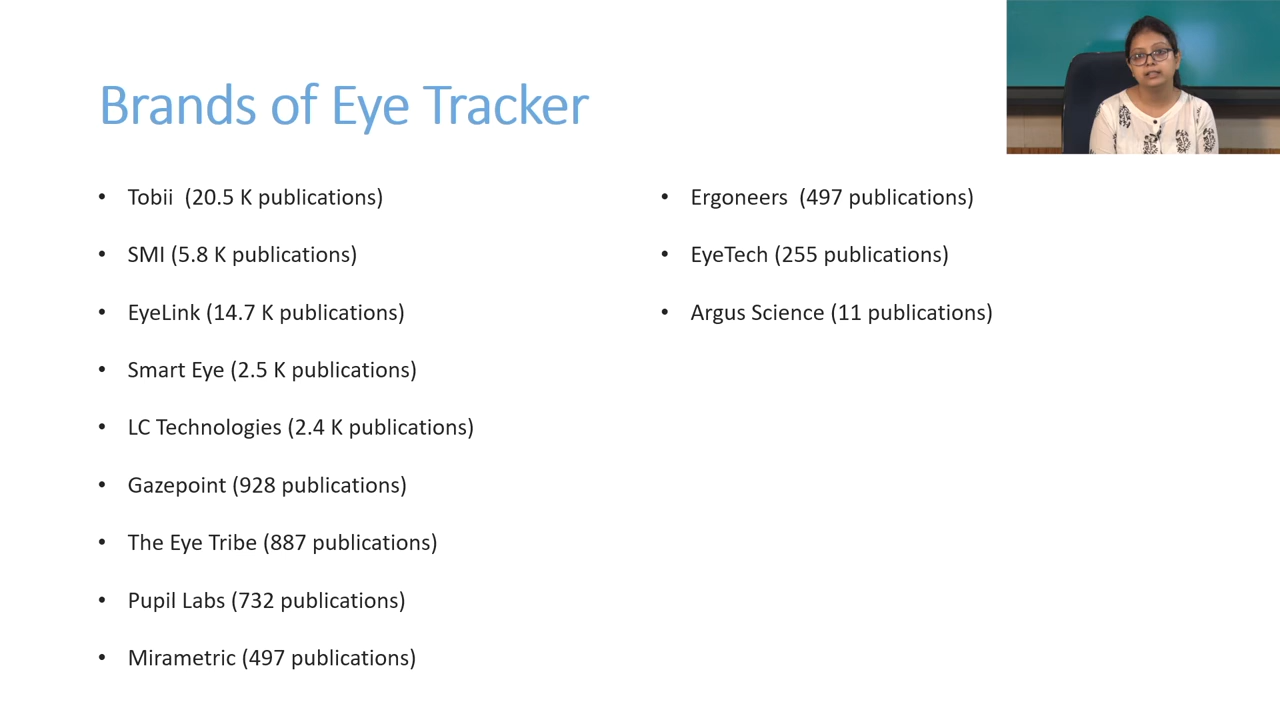 Brands of Eye Tracker
• Tobii  (20.5 K publications)
• SMI (5.8 K publications)
• EyeLink (14.7 K publications)
• Smart Eye (2.5 K publications)
• LC Technologies (2.4 K publications)
• Gazepoint (928 publications)
• The Eye Tribe (887 publications)
• Pupil Labs (732 publications)
• Mirametric (497 publications)
• Ergoneers  (497 publications)
• EyeTech (255 publications)
• Argus Science (11 publications)